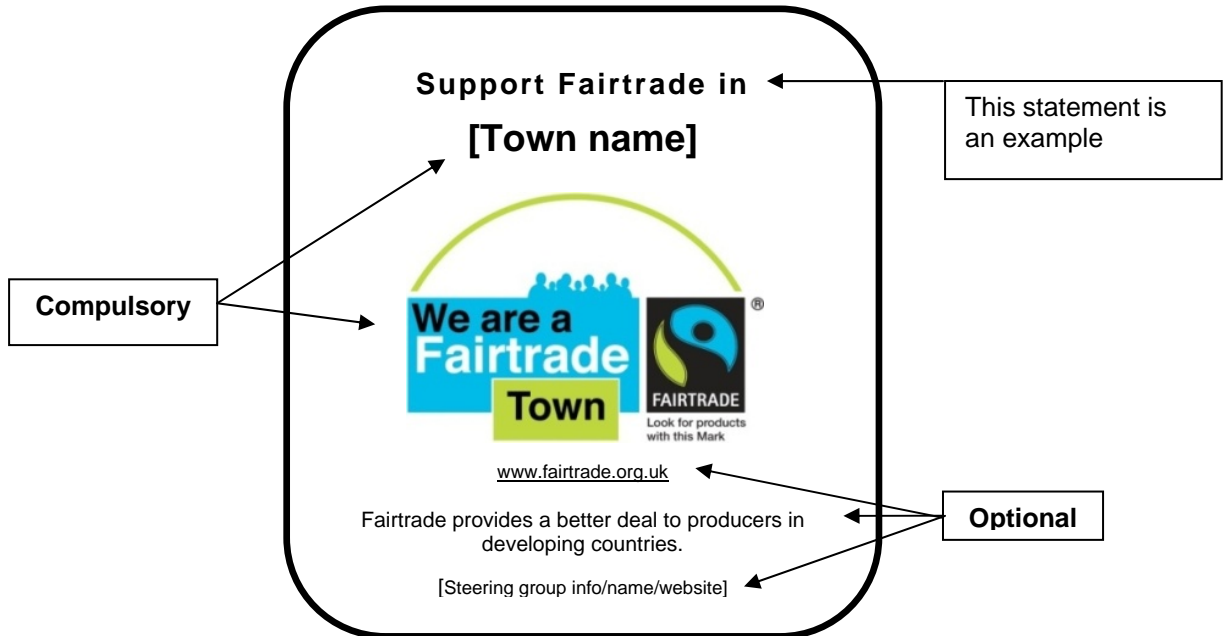 Support Fairtrade in
This statement is
an example
[Town name]
Compulsory
We are a
Fairtrade
Town
®
FAIRTRADE
Look for products
with this Mark
www.fairtrade.org.uk
Fairtrade provides a better deal to producers in
developing countries.
Optional
[Steering group info/name/website]